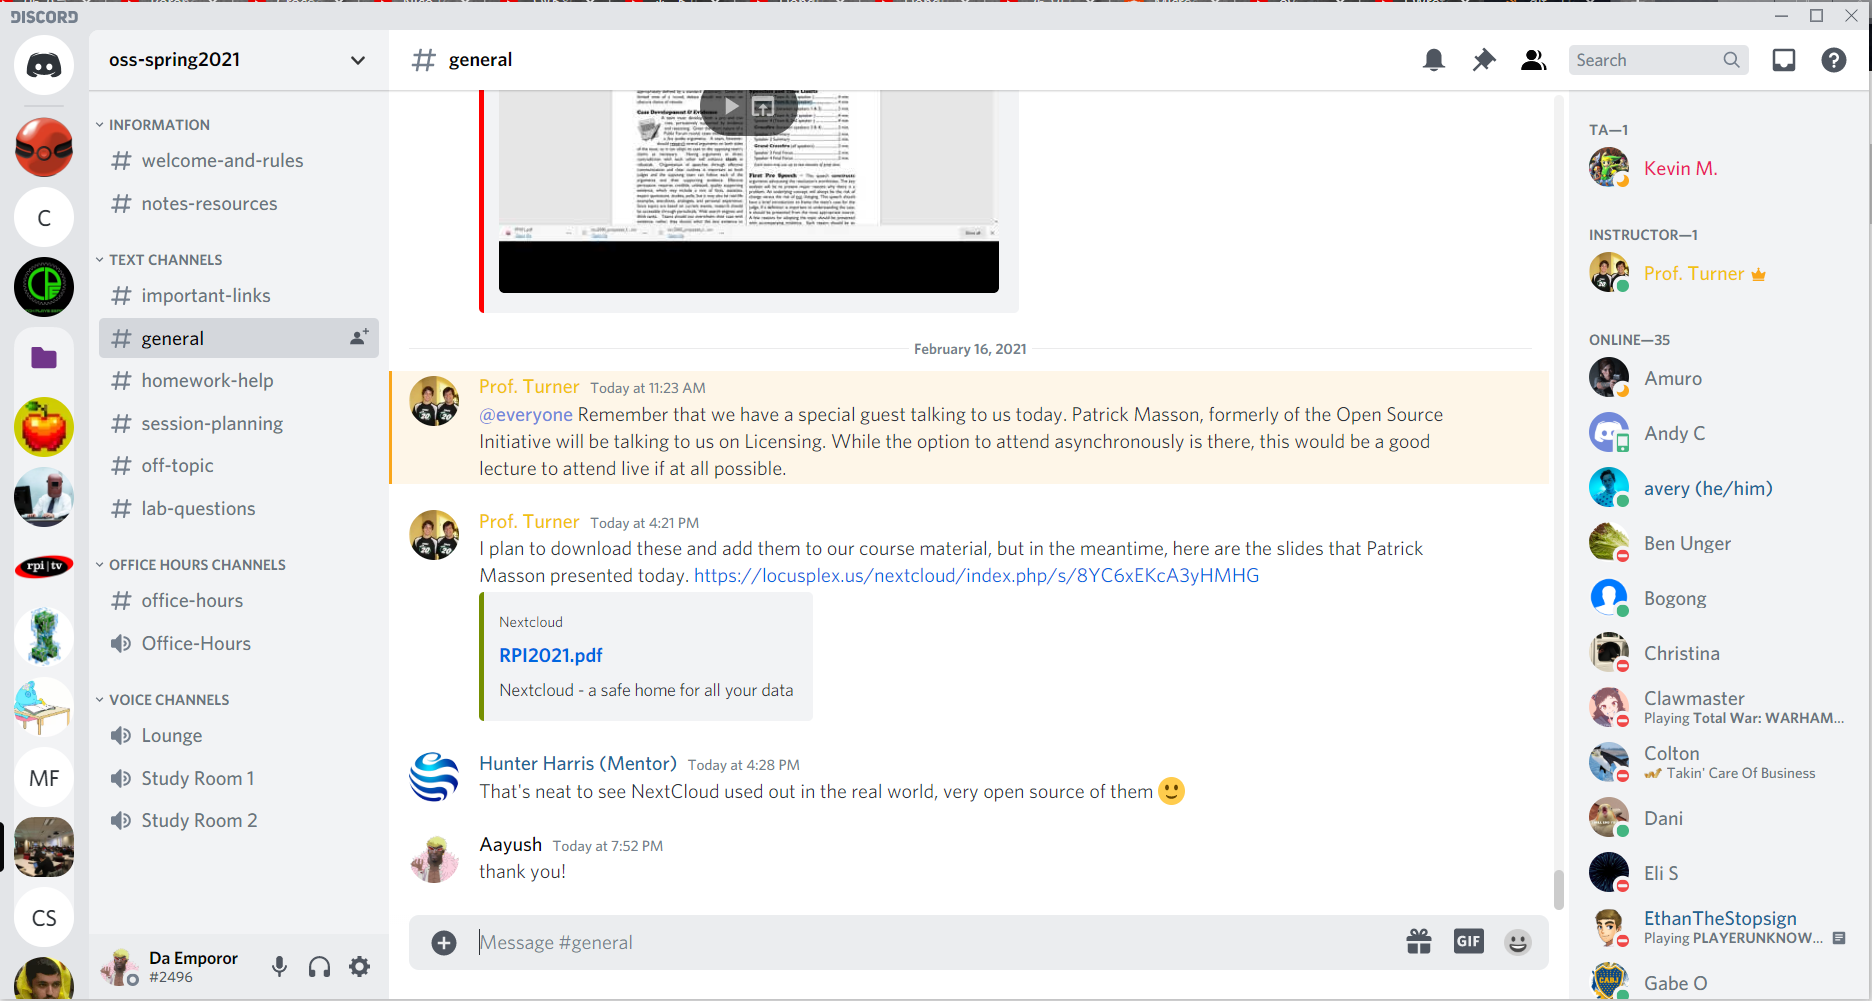 DISCORD
oss-spring2021
general
Search
INFORMATION
welcome-and-rules
notes-resources
TEXT CHANNELS
important-links
general
homework-help
session-planning
off-topic
lab-questions
OFFICE HOURS CHANNELS
office-hours
Office-Hours
VOICE CHANNELS
Lounge
Study Room 1
Study Room 2
Da Emporor
#2496
C
rpi tv
MF
CS
Case Development & Evidence
First Pro Speech
February 16, 2021
Prof. Turner Today at 11:23 AM
@everyone Remember that we have a special guest talking to us today. Patrick Masson, formerly of the Open Source
Initiative will be talking to us on Licensing. While the option to attend asynchronously is there, this would be a good
lecture to attend live if at all possible.
Prof. Turner Today at 4:21 PM
I plan to download these and add them to our course material, but in the meantime, here are the slides that Patrick
Masson presented today. https://locusplex.us/nextcloud/index.php/s/8YC6xEKcA3yHMHG
Nextcloud
RPI2021.pdf
Nextcloud - a safe home for all your data
Hunter Harris (Mentor) Today at 4:28 PM
That's neat to see NextCloud used out in the real world, very open source of them
Aayush Today at 7:52 PM
thank you!
Message #general
GIF
TA—1
Kevin M.
INSTRUCTOR—1
Prof. Turner
ONLINE—35
Amuro
Andy C
avery (he/him)
Ben Unger
Bogong
Christina
Clawmaster
Playing Total War: WARHAM...
Colton
Takin' Care Of Business
Dani
Eli S
EthanTheStopsign
Playing PLAYERUNKNOW...
Gabe O